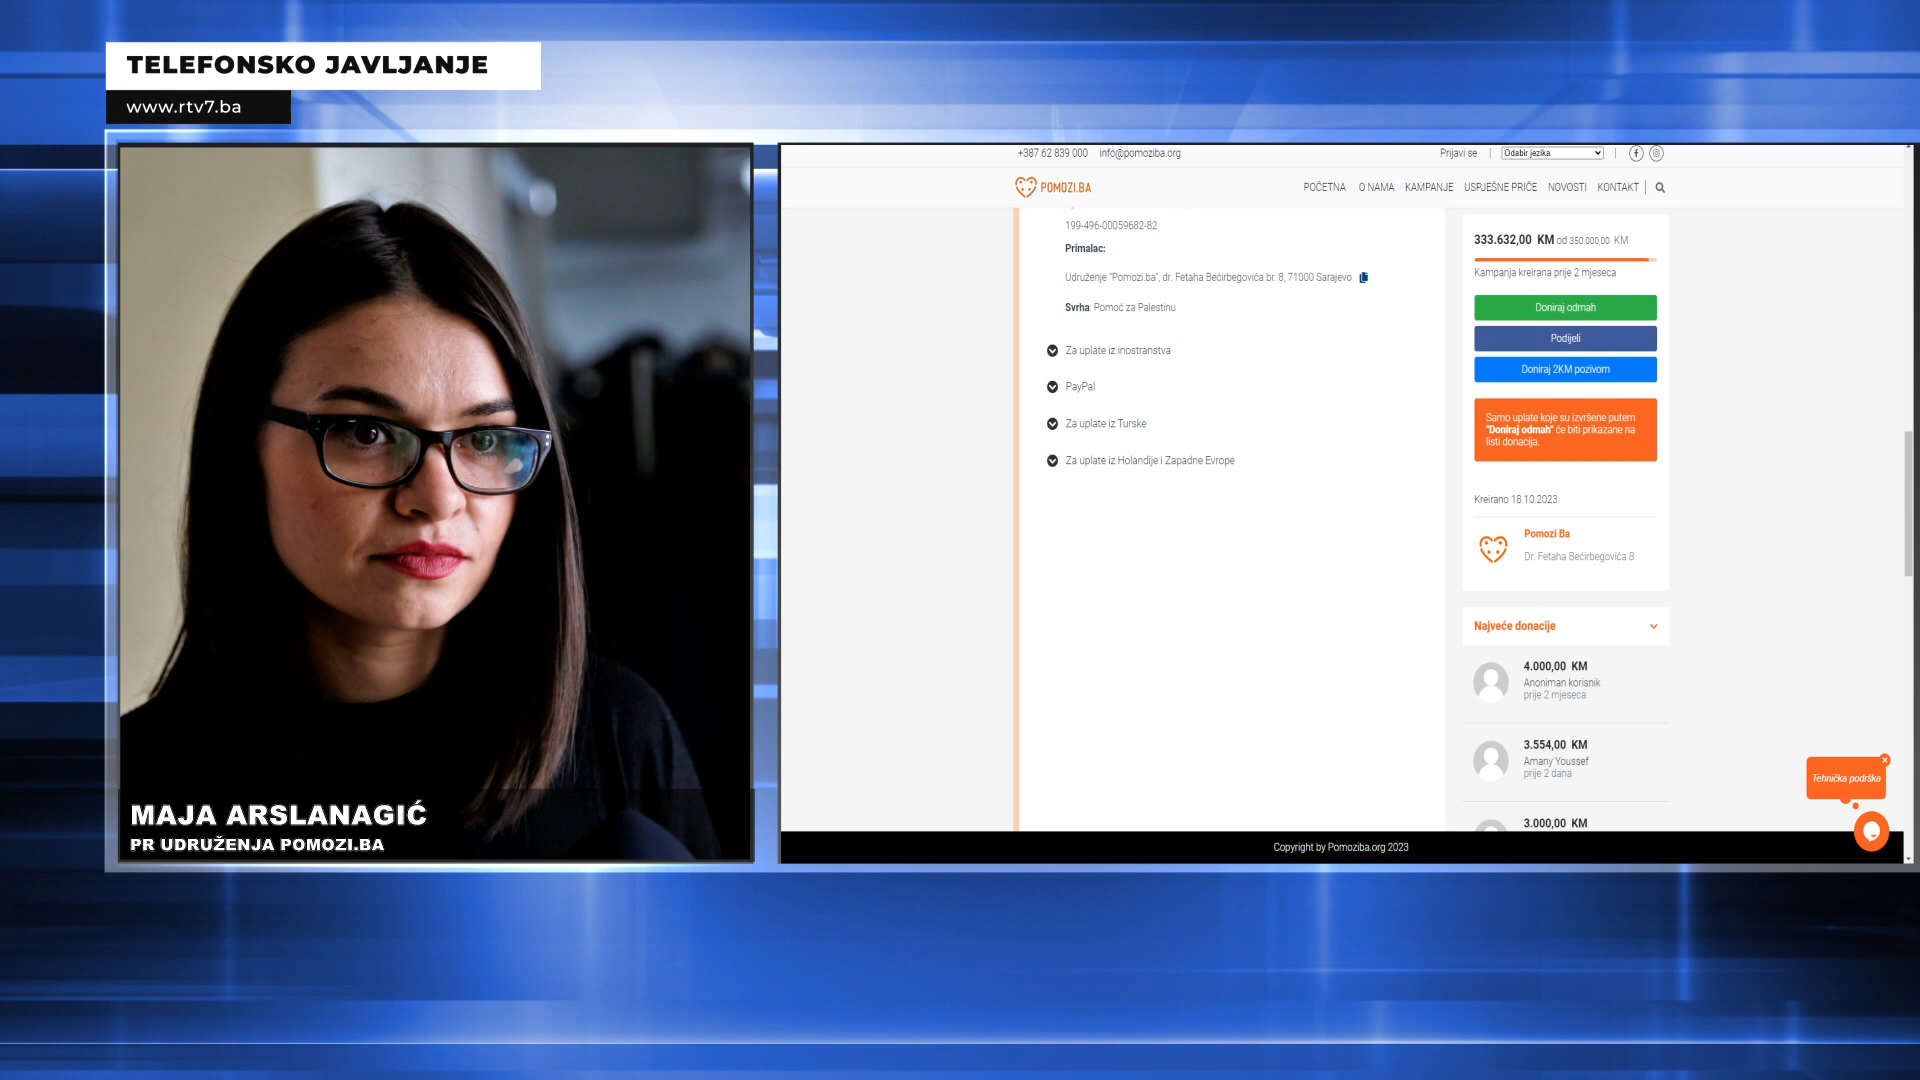 TELEFONSKO JAVLJANJE
www.rtv7.ba
MAJA ARSLANAGIĆ
PR UDRUŽENJA POMOZI.BA
+387 62 839 000 info@pomoziba.org
Prijavi se | Odabir jezika |
POMOZI.BA
POČETNA O NAMA KAMPANJE USPJEŠNE PRIČE NOVOSTI KONTAKT
199-496-00059682-82
Primalac:
Udruženje "Pomozi.ba", dr. Fetaha Bećirbegovića br. 8, 71000 Sarajevo
Svrha: Pomoć za Palestinu
Za uplate iz inostranstva
PayPal
Za uplate iz Turske
Za uplate iz Holandije i Zapadne Evrope
333.632,00 KM od 350.000,00 KM
Kampanja kreirana prije 2 mjeseca
Doniraj odmah
Podijeli
Doniraj 2KM pozivom
Samo uplate koje su izvršene putem
"Doniraj odmah" će biti prikazane na
listi donacija.
Kreirano 18.10.2023
Pomozi Ba
Dr. Fetaha Bećirbegovića 8
Najveće donacije
4.000,00 KM
Anoniman korisnik
prije 2 mjeseca
3.554,00 KM
Amany Youssef
prije 2 dana
3.000,00 KM
Tehnička podrška
Copyright by Pomoziba.org 2023